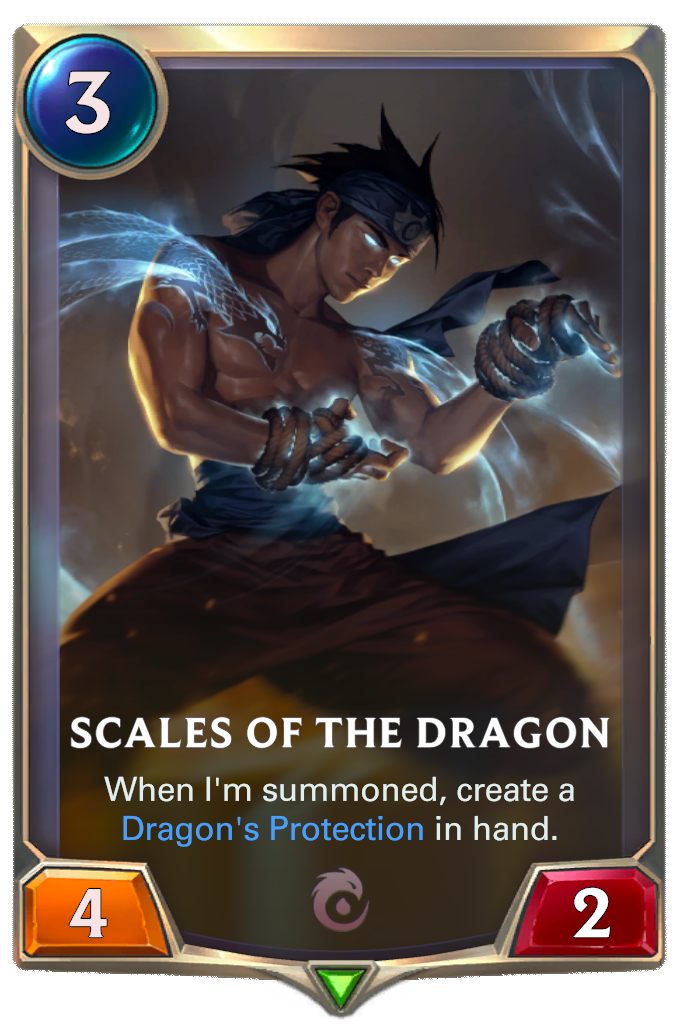 3
SCALES OF THE DRAGON
When I'm summoned, create a
Dragon's Protection in hand.
4
2